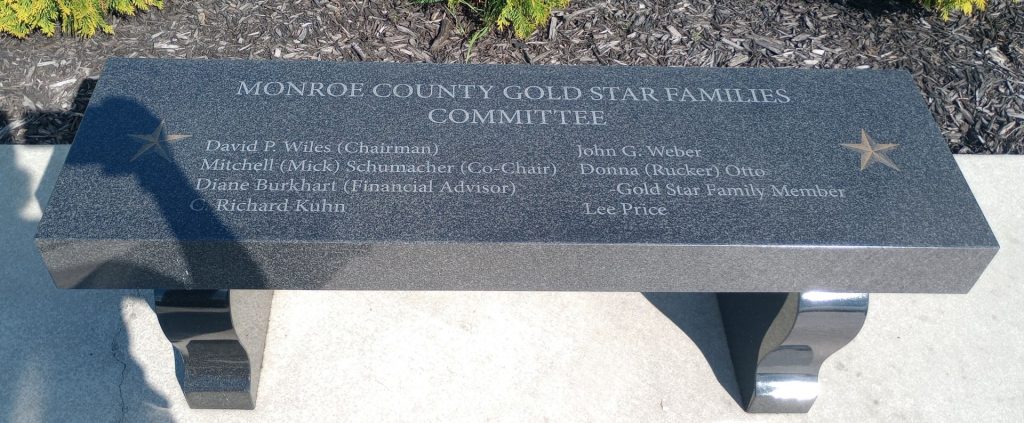 MONROE COUNTY GOLD STAR FAMILIES
COMMITTEE
David P. Wiles (Chairman)
Mitchell (Mick) Schumacher (Co-Chair)
Diane Burkhart (Financial Advisor)
C. Richard Kuhn
John G. Weber
Donna (Rucker) Otto
-Gold Star Family Member
Lee Price